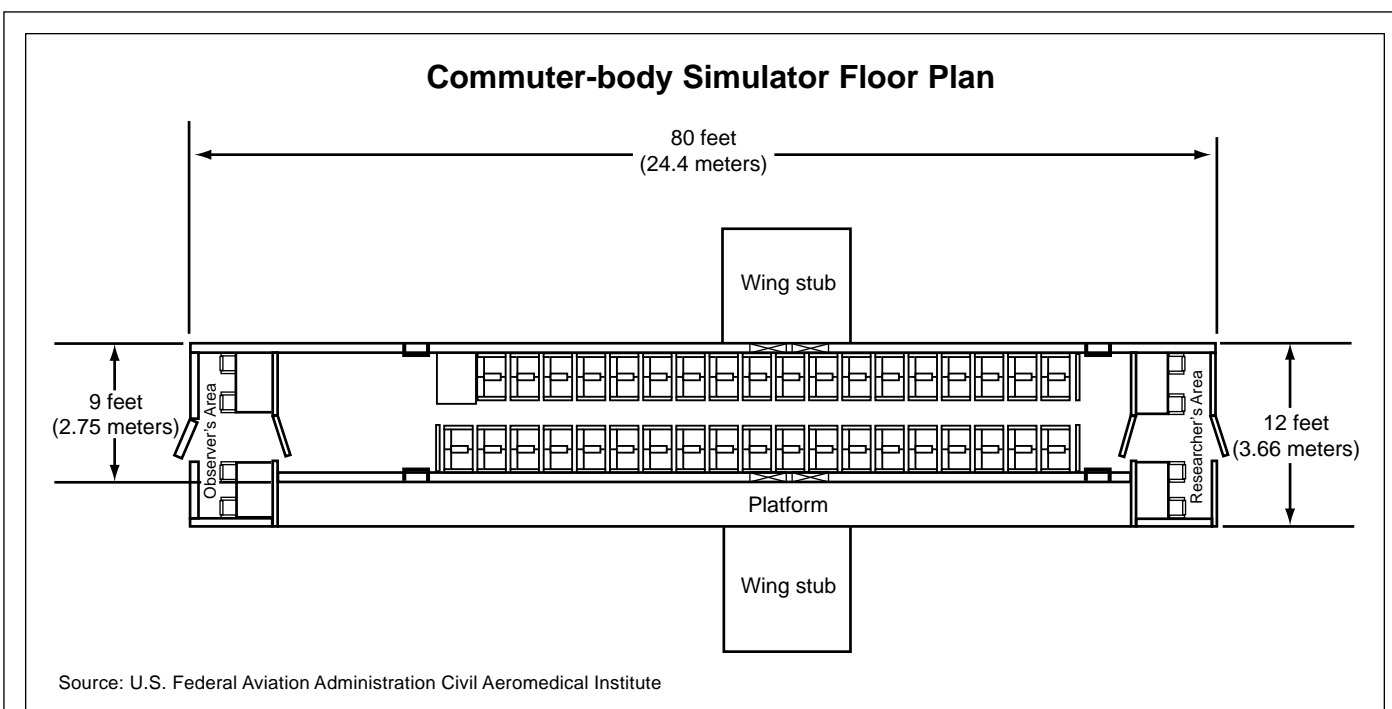 Commuter-body Simulator Floor Plan
80 feet
(24.4 meters)
Wing stub
9 feet
(2.75 meters)
Observer's Area
Researcher's Area
12 feet
(3.66 meters)
Platform
Wing stub
Source: U.S. Federal Aviation Administration Civil Aeromedical Institute